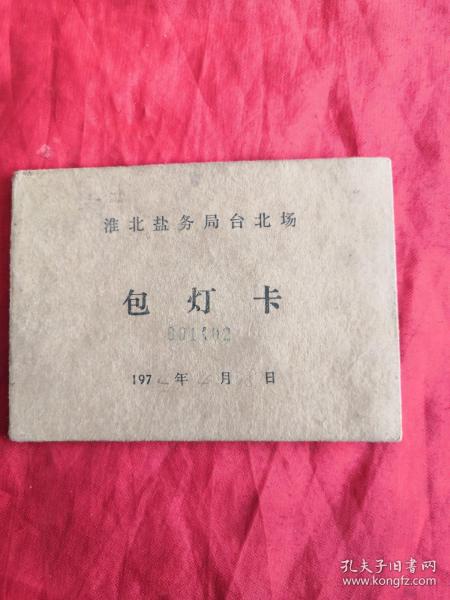 淮北盐务局台北场
包灯卡
197 年 月 日
孔夫子旧书网
www.kongfz.com